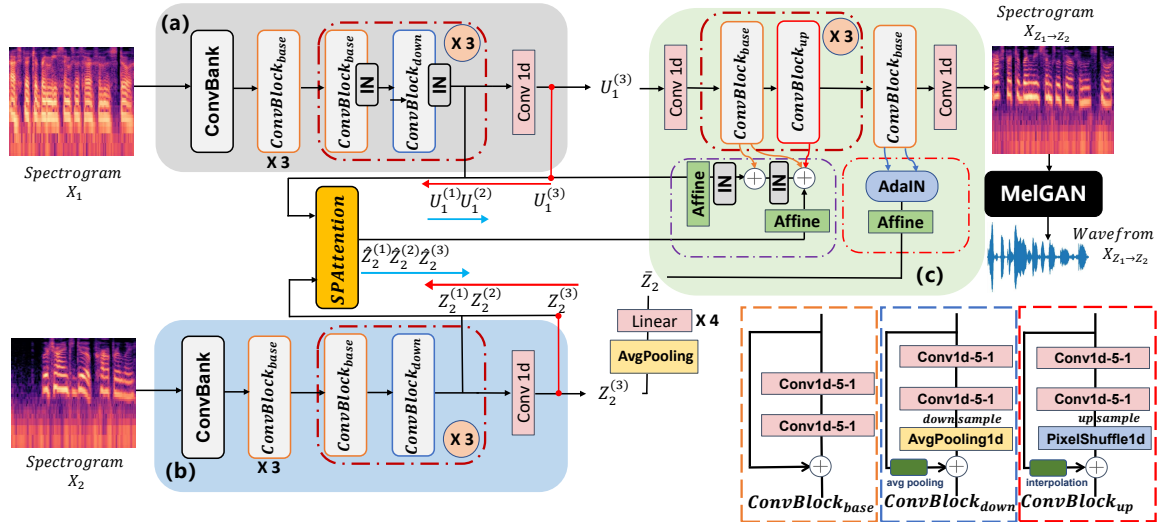 (a)
ConvBank
ConvBlock_base
X 3
ConvBlock_base
IN
ConvBlock_down
IN
X 3
Conv 1d
U_1^(3)
Spectrogram
X_1
U_1^(1) U_1^(2) U_1^(3)
SPAttention
Ẑ_2^(1) Ẑ_2^(2) Ẑ_2^(3)
Z_2^(1) Z_2^(2) Z_2^(3)
(b)
ConvBank
ConvBlock_base
X 3
ConvBlock_base
ConvBlock_down
X 3
Conv 1d
Z_2^(3)
Spectrogram
X_2
AvgPooling
Linear
X 4
Z̄_2
(c)
Conv 1d
ConvBlock_base
ConvBlock_up
X 3
ConvBlock_base
Conv 1d
Affine
IN
IN
Affine
AdaIN
Affine
Spectrogram
X_{Z_1→Z_2}
MelGAN
Wavefrom
X_{Z_1→Z_2}
Conv1d-5-1
Conv1d-5-1
ConvBlock_base
Conv1d-5-1
Conv1d-5-1
down sample
AvgPooling1d
avg pooling
ConvBlock_down
Conv1d-5-1
Conv1d-5-1
up sample
PixelShuffle1d
interpolation
ConvBlock_up